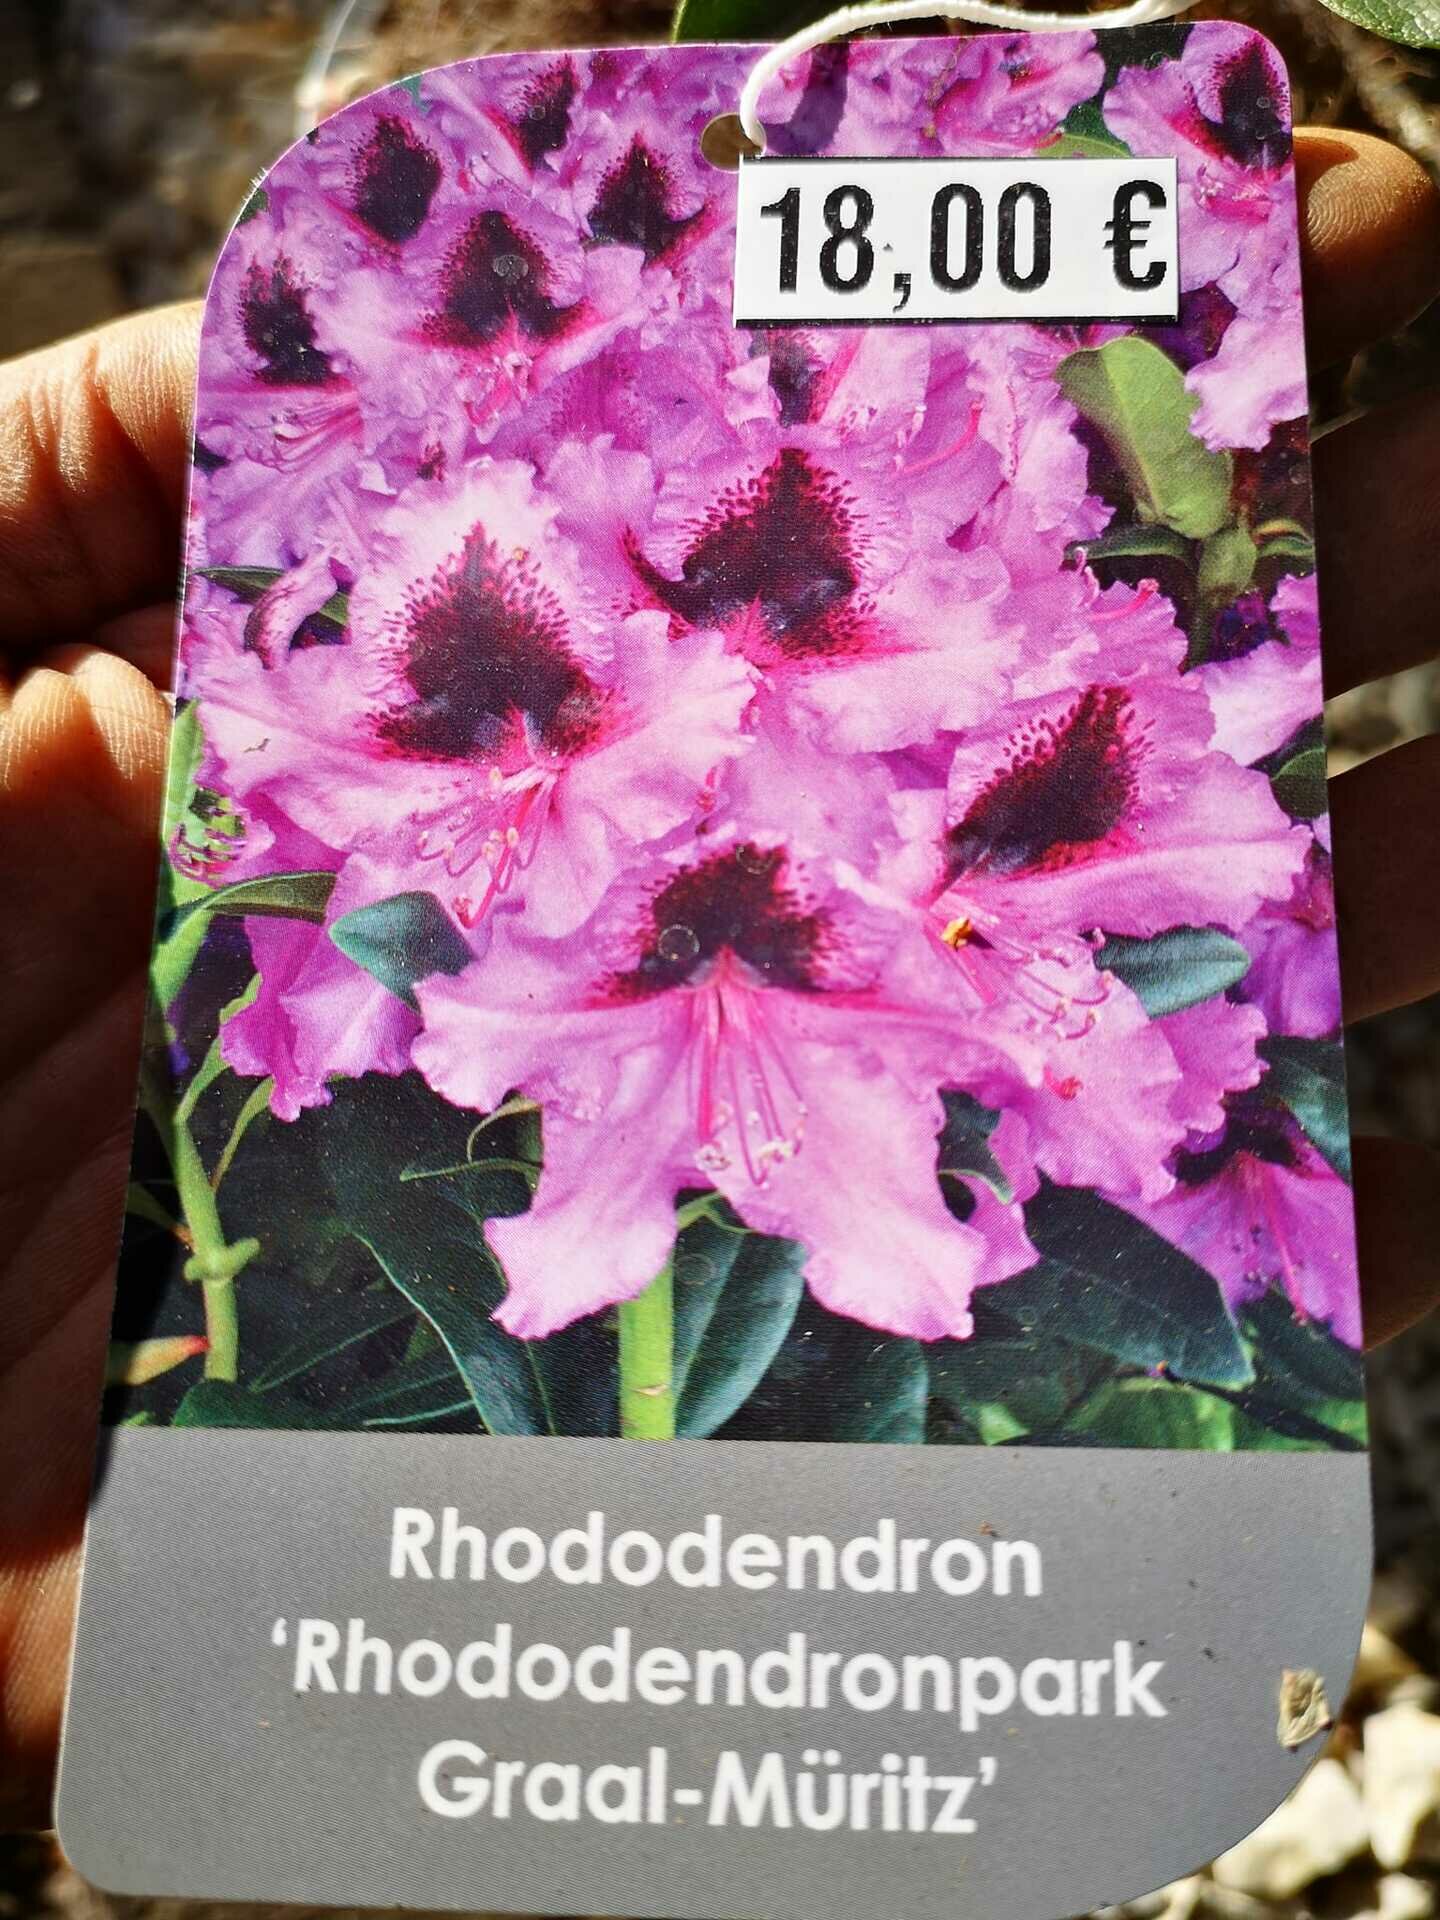 18,00 €
Rhododendron
‘Rhododendronpark
Graal-Müritz’